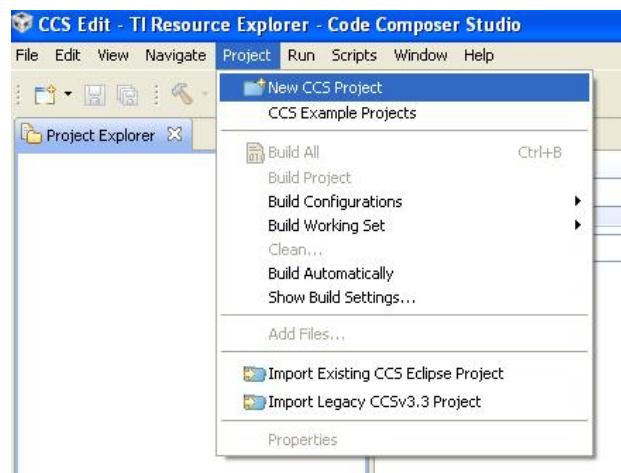 CCS Edit - TI Resource Explorer - Code Composer Studio
File Edit View Navigate Project Run Scripts Window Help
New CCS Project
CCS Example Projects
Project Explorer
Build All Ctrl+B
Build Project
Build Configurations
Build Working Set
Clean...
Build Automatically
Show Build Settings...
Add Files...
Import Existing CCS Eclipse Project
Import Legacy CCSv3.3 Project
Properties